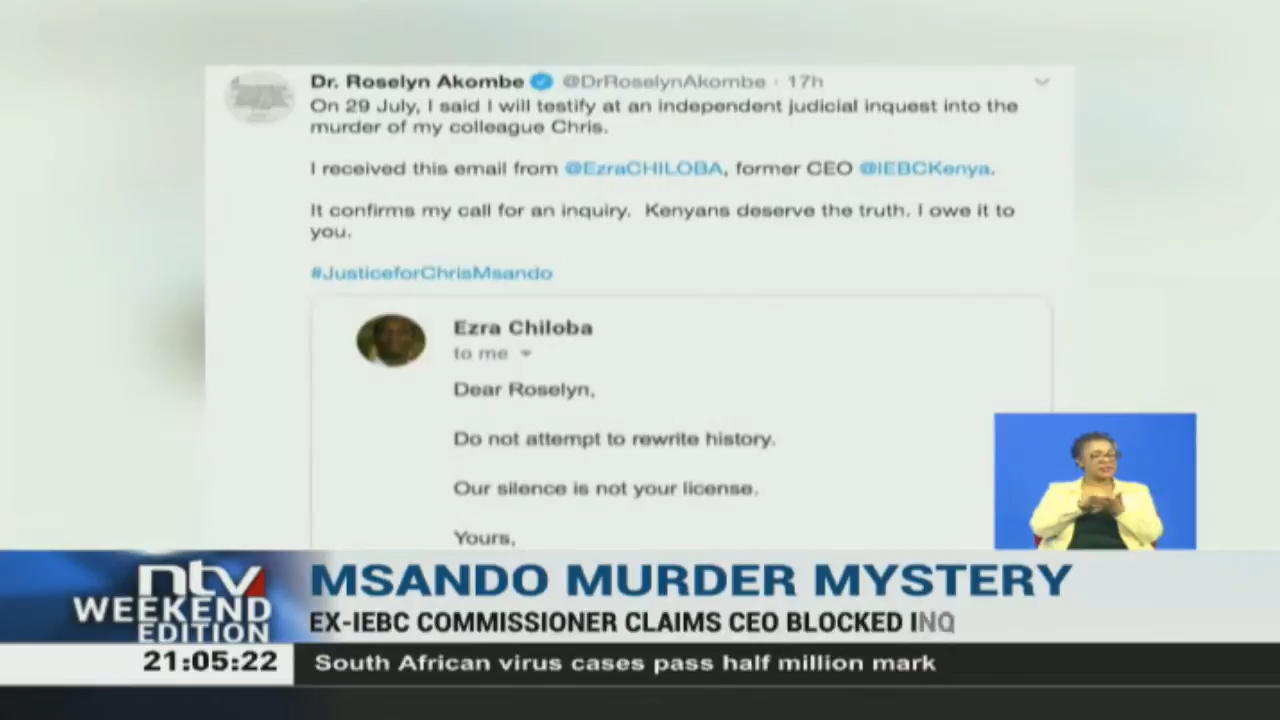 Dr. Roselyn Akombe @DrRoselynAkombe · 17h
On 29 July, I said I will testify at an independent judicial inquest into the
murder of my colleague Chris.
I received this email from @EzraCHILOBA, former CEO @IEBCKenya.
It confirms my call for an inquiry. Kenyans deserve the truth. I owe it to
you.
#JusticeforChrisMsando
Ezra Chiloba
to me
Dear Roselyn,
Do not attempt to rewrite history.
Our silence is not your license.
Yours,
ntv
WEEKEND
EDITION
MSANDO MURDER MYSTERY
EX-IEBC COMMISSIONER CLAIMS CEO BLOCKED INQ
21:05:22
South African virus cases pass half million mark